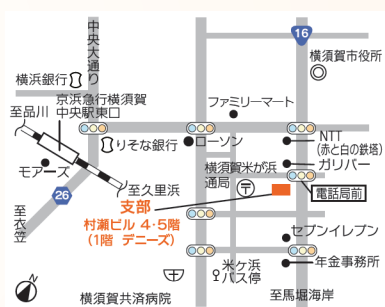 中央大通り
16
横須賀市役所
横浜銀行
京浜急行横須賀
中央駅東口
至品川
ファミリーマート
りそな銀行
ローソン
NTT
(赤と白の鉄塔)
ガリバー
モアーズ
横須賀米が浜
通局
〒
26
至久里浜
電話局前
至衣笠
支部
村瀬ビル 4・5階
(1階 デニーズ)
セブンイレブン
米ケ浜
バス停
年金事務所
横須賀共済病院
至馬堀海岸